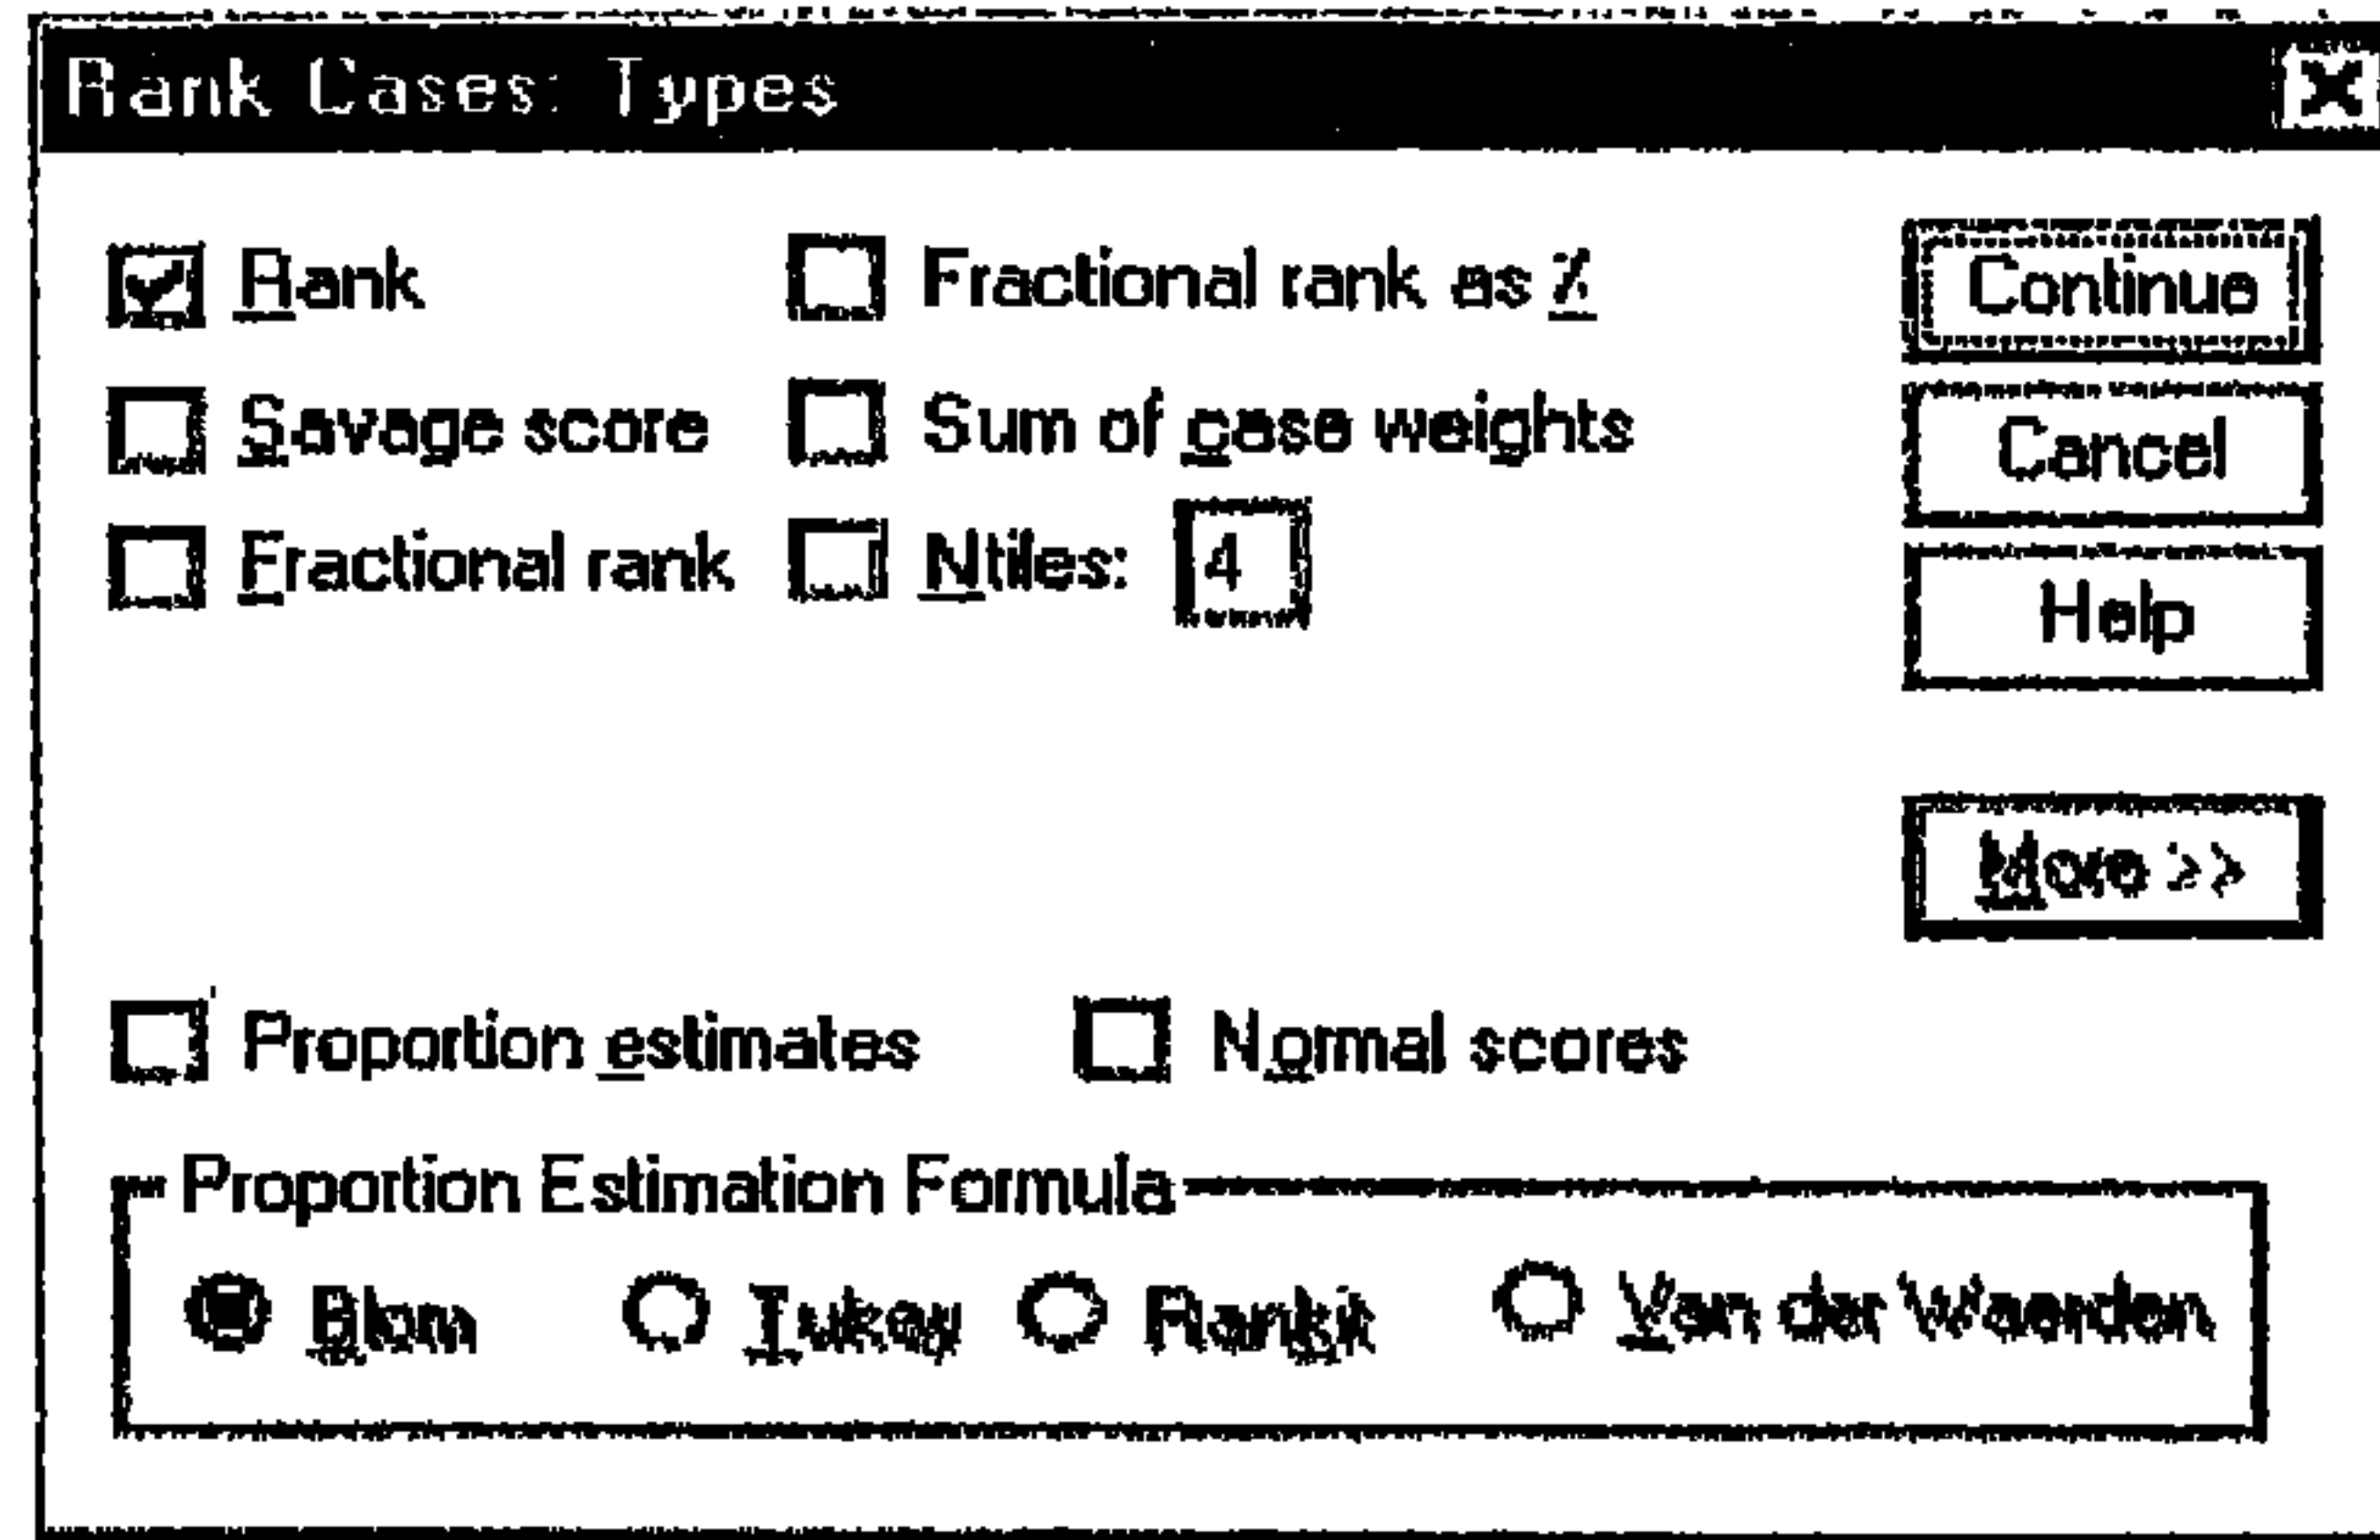 Rank Cases: Types
Rank
Fractional rank as %
Continue
Savage score
Sum of case weights
Cancel
Fractional rank
Ntiles: 4
Help
More >>
Proportion estimates
Normal scores
Proportion Estimation Formula
Blom
Tukey
Rankit
Van der Waerden